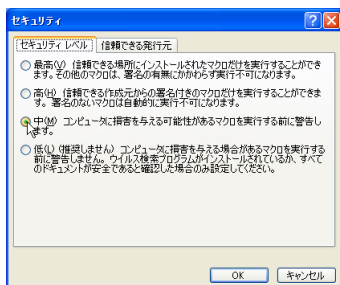 セキュリティ
セキュリティ レベル 信頼できる発行元
最高(V) 信頼できる場所にインストールされたマクロだけを実行することができ
ます。その他のマクロは、署名の有無にかかわらず実行不可になります。
高(H) 信頼できる作成元からの署名付きのマクロだけを実行することができま
す。署名のないマクロは自動的に実行不可になります。
中(M) コンピュータに損害を与える可能性があるマクロを実行する前に警告し
ます。
低(L) (推奨しません) コンピュータに損害を与える場合があるマクロを実行する
前に警告しません。ウイルス検索プログラムがインストールされているか、すべて
のドキュメントが安全であると確認した場合のみ設定してください。
OK キャンセル